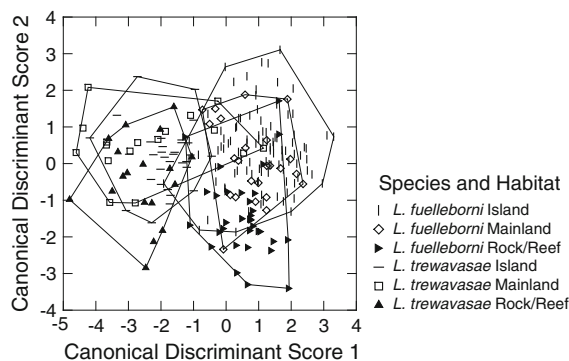 Canonical Discriminant Score 2
4
3
2
1
0
-1
-2
-3
-4
-5 -4 -3 -2 -1 0 1 2 3 4
Canonical Discriminant Score 1
Species and Habitat
L. fuelleborni Island
L. fuelleborni Mainland
L. fuelleborni Rock/Reef
L. trewavasae Island
L. trewavasae Mainland
L. trewavasae Rock/Reef